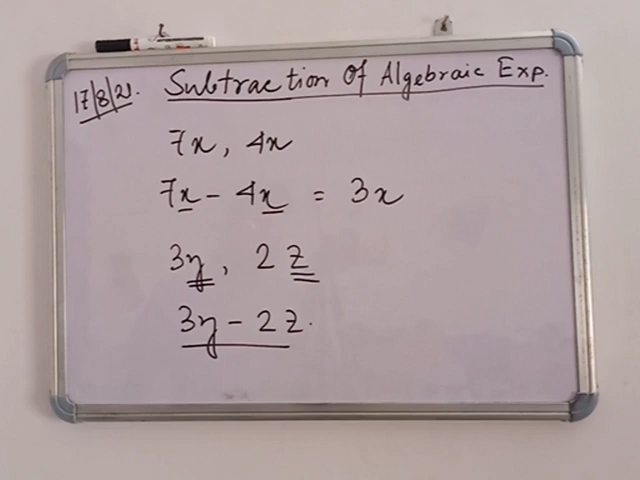 17/8/21. Subtraction Of Algebraic Exp.
7x, 4x
7x - 4x = 3x
3y, 2z
3y - 2z.